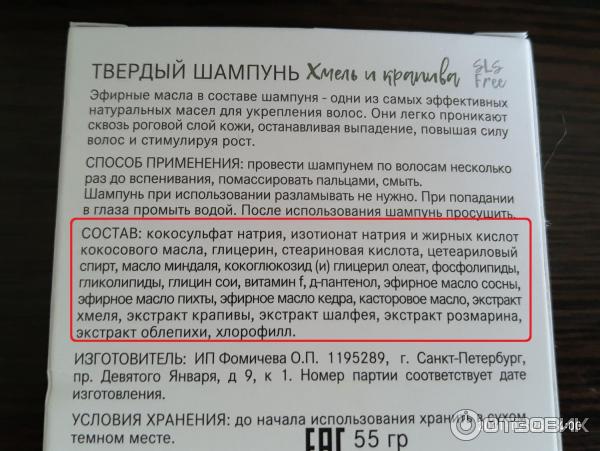 ТВЕРДЫЙ ШАМПУНЬ Хмель и крапива SLS Free
Эфирные масла в составе шампуня - одни из самых эффективных
натуральных масел для укрепления волос. Они легко проникают
сквозь роговой слой кожи, останавливая выпадение, повышая силу
волос и стимулируя рост.
СПОСОБ ПРИМЕНЕНИЯ: провести шампунем по волосам несколько
раз до вспенивания, помассировать пальцами, смыть.
Шампунь при использовании разламывать не нужно. При попадании
в глаза промыть водой. После использования шампунь просушить.
СОСТАВ: кокосульфат натрия, изотионат натрия и жирных кислот
кокосового масла, глицерин, стеариновая кислота, цетеариловый
спирт, масло миндаля, кокоглюкозид (и) глицерил олеат, фосфолипиды,
гликолипиды, глицин сои, витамин f, д-пантенол, эфирное масло сосны,
эфирное масло пихты, эфирное масло кедра, касторовое масло, экстракт
хмеля, экстракт крапивы, экстракт шалфея, экстракт розмарина,
экстракт облепихи, хлорофилл.
ИЗГОТОВИТЕЛЬ: ИП Фомичева О.П. 1195289, г. Санкт-Петербург,
пр. Девятого Января, д 9, к 1. Номер партии соответствует дате
изготовления.
УСЛОВИЯ ХРАНЕНИЯ: до начала использования хранить в сухом
темном месте.
ЕАС 55 гр
ОТЗОВИК